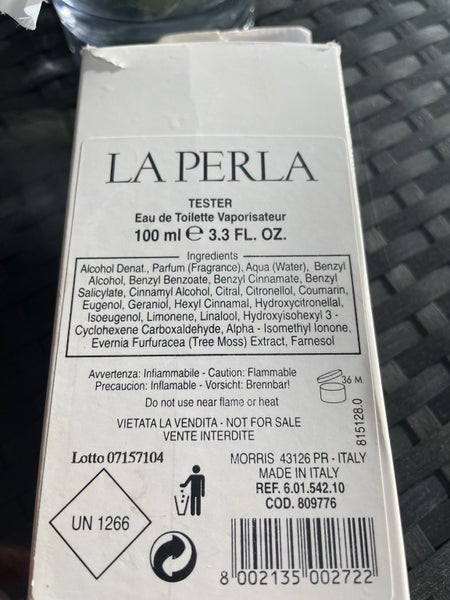 LA PERLA
TESTER
Eau de Toilette Vaporisateur
100 ml ℮ 3.3 FL. OZ.
Ingredients
Alcohol Denat., Parfum (Fragrance), Aqua (Water), Benzyl
Alcohol, Benzyl Benzoate, Benzyl Cinnamate, Benzyl
Salicylate, Cinnamyl Alcohol, Citral, Citronellol, Coumarin,
Eugenol, Geraniol, Hexyl Cinnamal, Hydroxycitronellal,
Isoeugenol, Limonene, Linalool, Hydroxyisohexyl 3 -
Cyclohexene Carboxaldehyde, Alpha - Isomethyl Ionone,
Evernia Furfuracea (Tree Moss) Extract, Farnesol
Avvertenza: Infiammabile - Caution: Flammable
Precaucion: Inflamable - Vorsicht: Brennbar!
36 M
Do not use near flame or heat
815128.0
VIETATA LA VENDITA - NOT FOR SALE
VENTE INTERDITE
Lotto 07157104
MORRIS 43126 PR - ITALY
MADE IN ITALY
REF. 6.01.542.10
COD. 809776
UN 1266
8 002135 002722